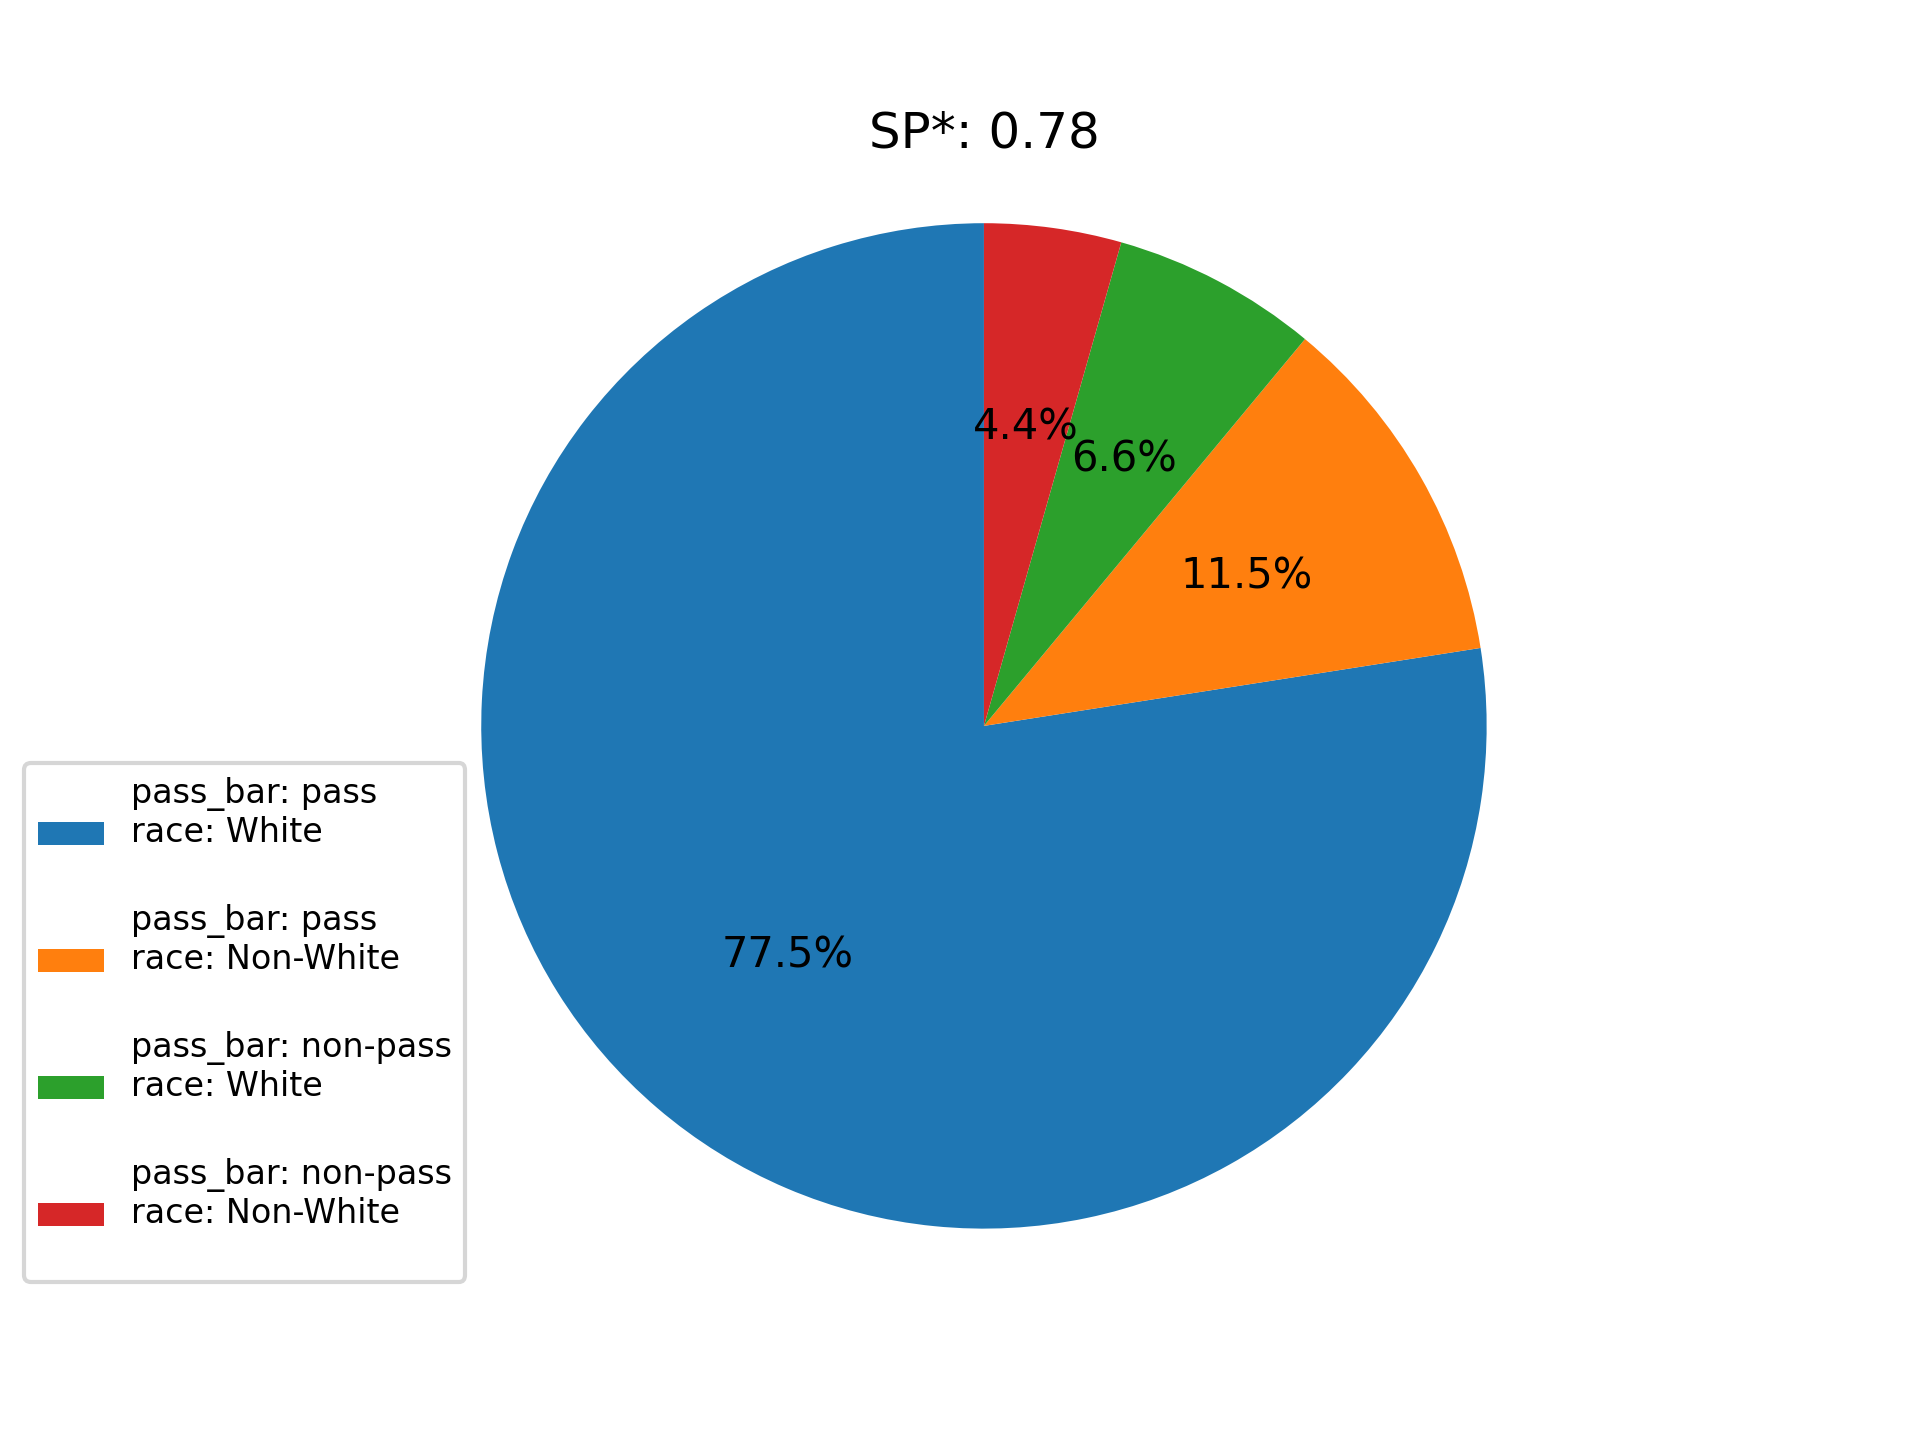 SP*: 0.78
4.4%
6.6%
11.5%
77.5%
pass_bar: pass
race: White
pass_bar: pass
race: Non-White
pass_bar: non-pass
race: White
pass_bar: non-pass
race: Non-White